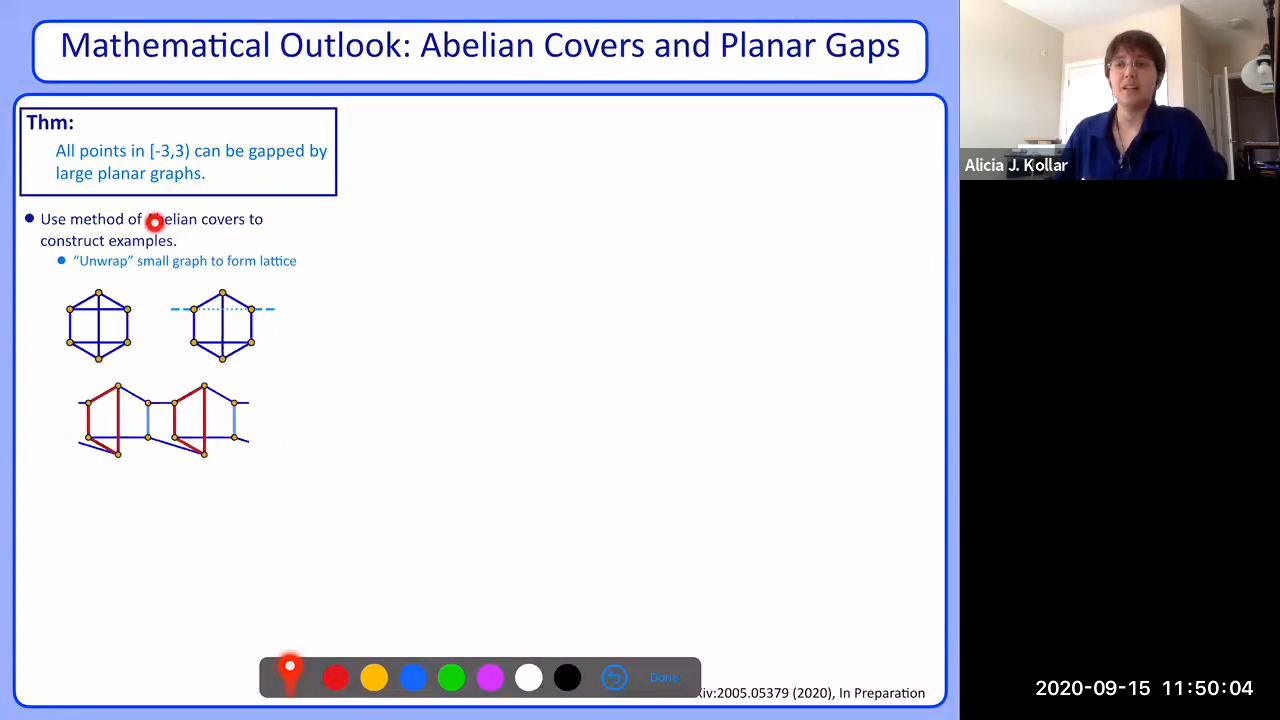 Mathematical Outlook: Abelian Covers and Planar Gaps
Thm:
All points in [-3,3) can be gapped by
large planar graphs.
Use method of Abelian covers to
construct examples.
“Unwrap” small graph to form lattice
Done
Xiv:2005.05379 (2020), In Preparation
Alicia J. Kollar
2020-09-15 11:50:04